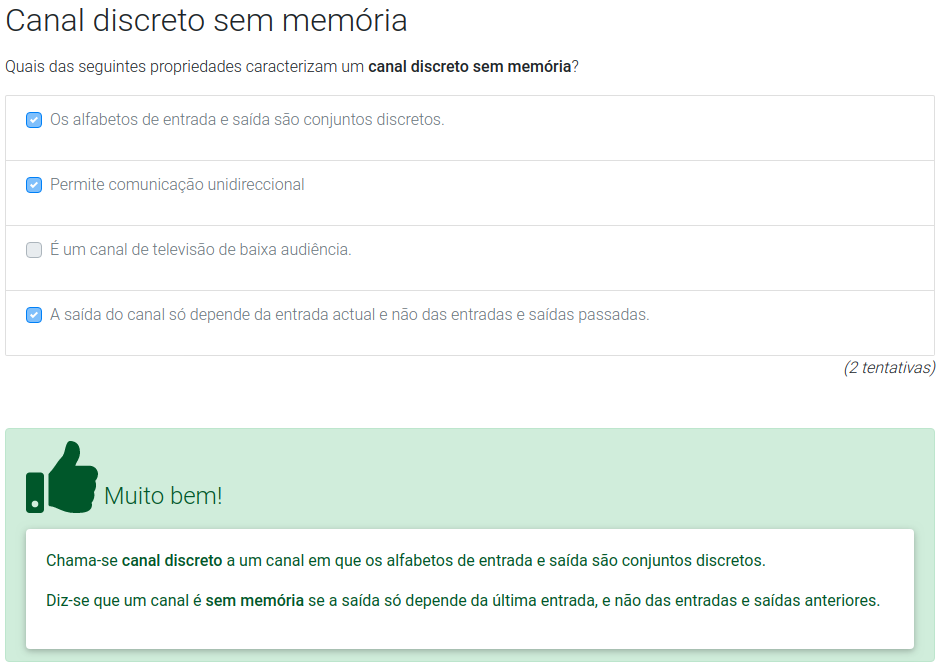 Canal discreto sem memória
Quais das seguintes propriedades caracterizam um canal discreto sem memória?
Os alfabetos de entrada e saída são conjuntos discretos.
Permite comunicação unidireccional
É um canal de televisão de baixa audiência.
A saída do canal só depende da entrada actual e não das entradas e saídas passadas.
(2 tentativas)
Muito bem!
Chama-se canal discreto a um canal em que os alfabetos de entrada e saída são conjuntos discretos.
Diz-se que um canal é sem memória se a saída só depende da última entrada, e não das entradas e saídas anteriores.